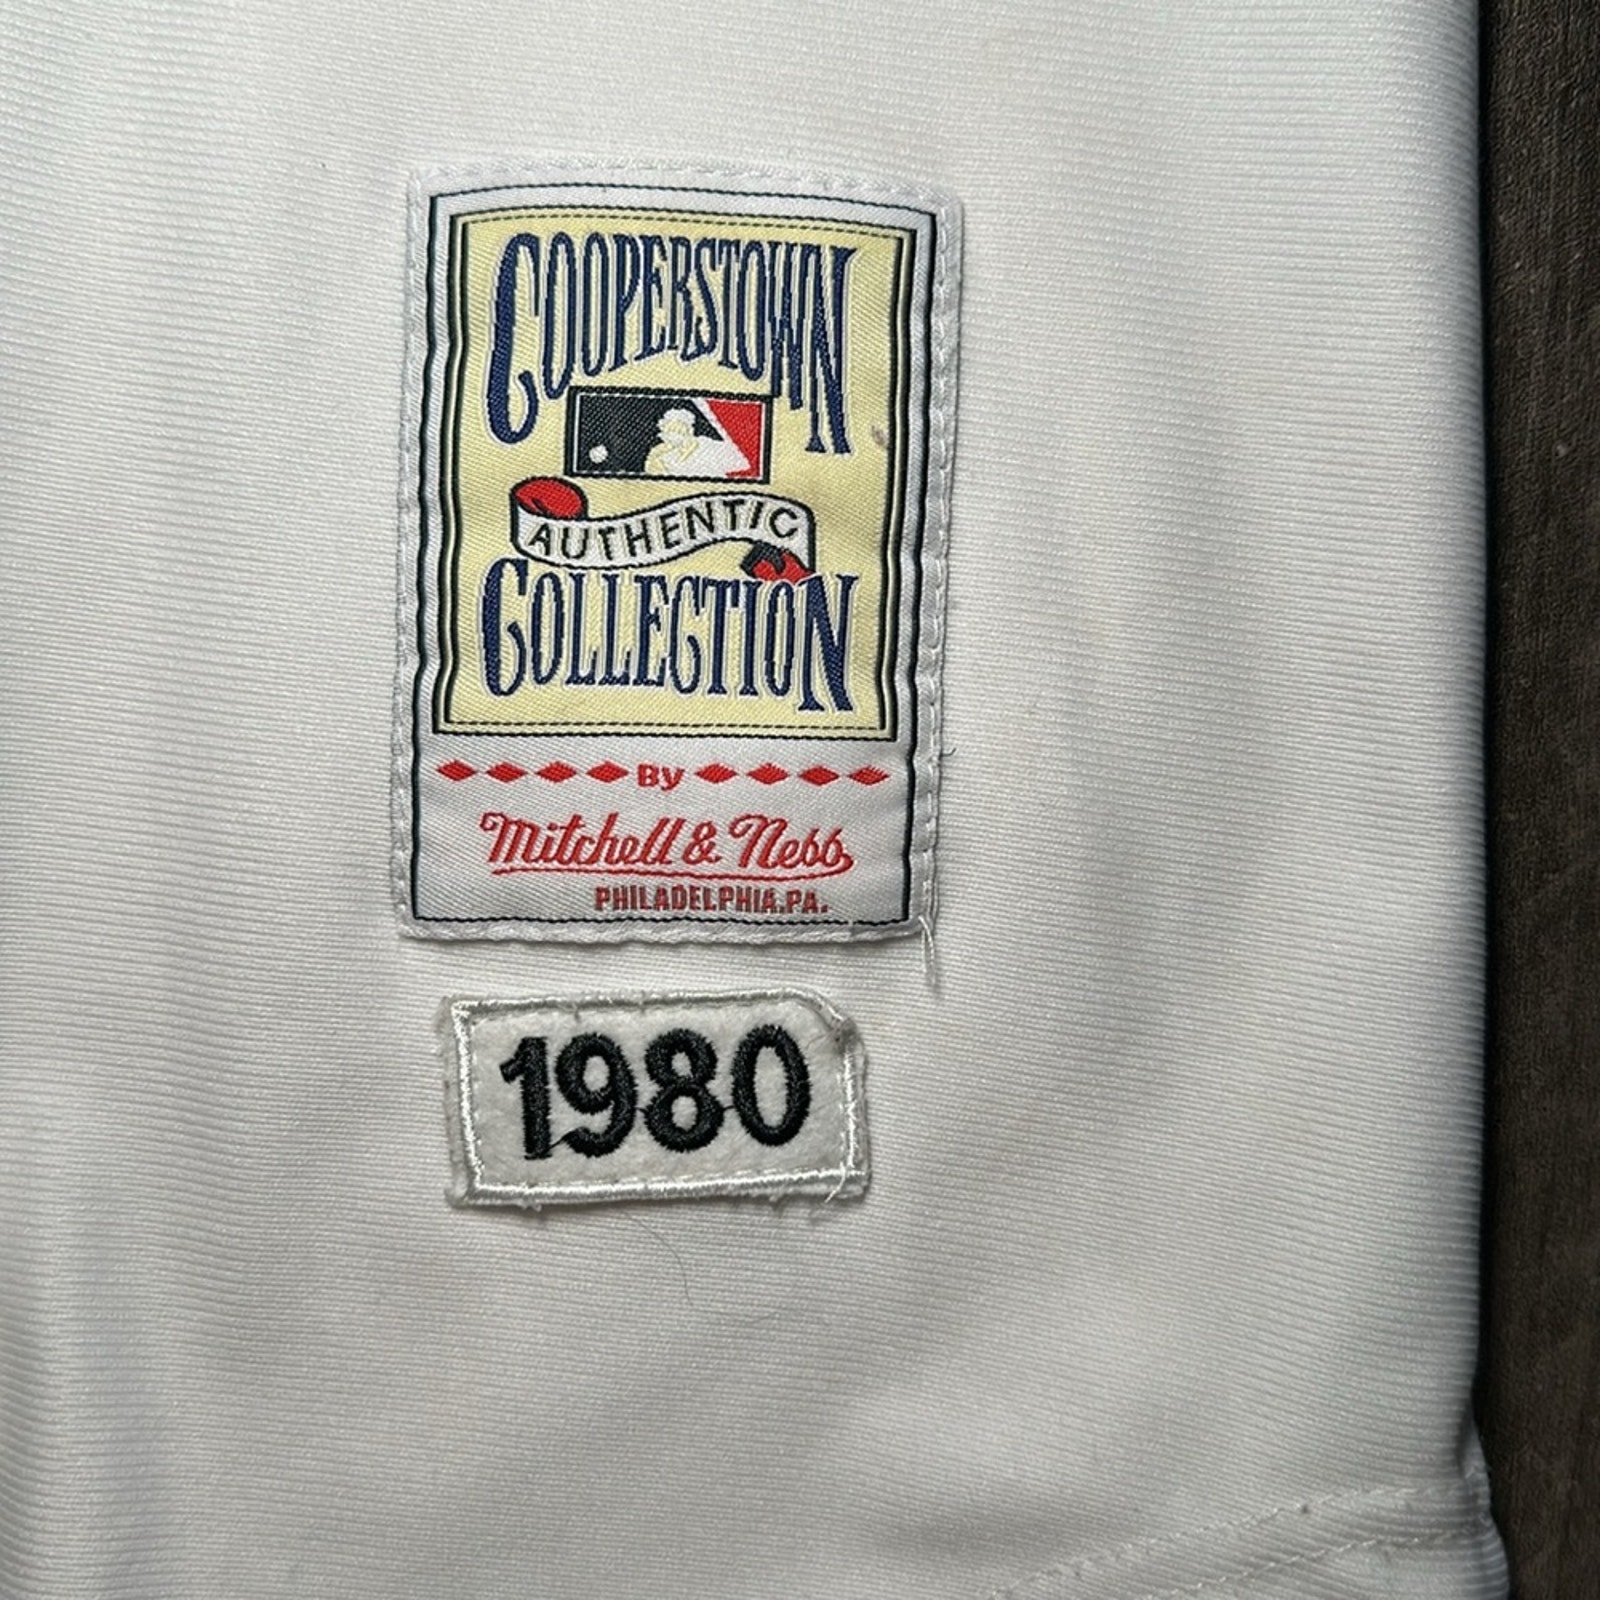 COOPERSTOWN
AUTHENTIC
COLLECTION
By
Mitchell & Ness
PHILADELPHIA,PA.
1980